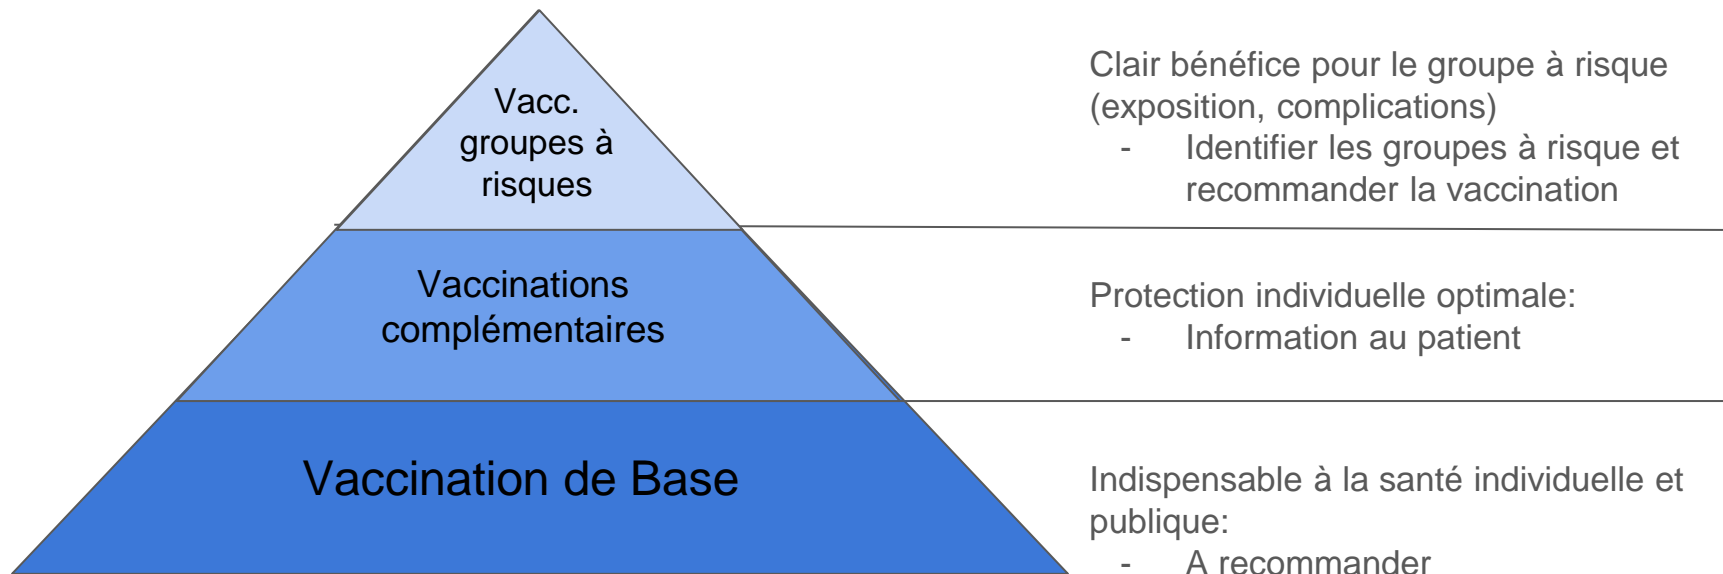 Vacc.
groupes à
risques
Clair bénéfice pour le groupe à risque
(exposition, complications)
- Identifier les groupes à risque et
recommander la vaccination
Vaccinations
complémentaires
Protection individuelle optimale:
- Information au patient
Vaccination de Base
Indispensable à la santé individuelle et
publique:
- A recommander